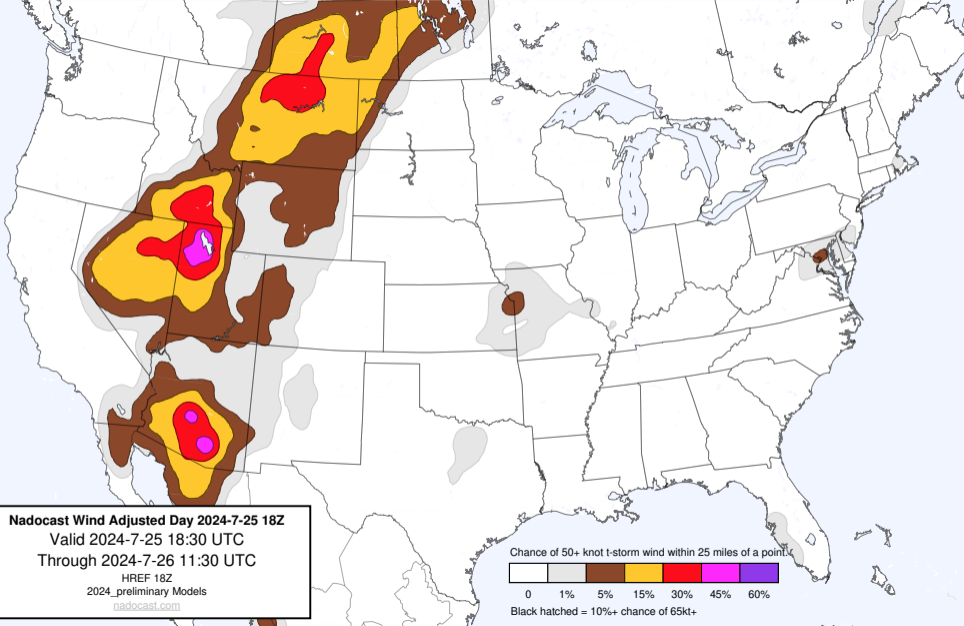 Nadocast Wind Adjusted Day 2024-7-25 18Z
Valid 2024-7-25 18:30 UTC
Through 2024-7-26 11:30 UTC
HREF 18Z
2024_preliminary Models
nadocast.com
Chance of 50+ knot t-storm wind within 25 miles of a point.
0 1% 5% 15% 30% 45% 60%
Black hatched = 10%+ chance of 65kt+